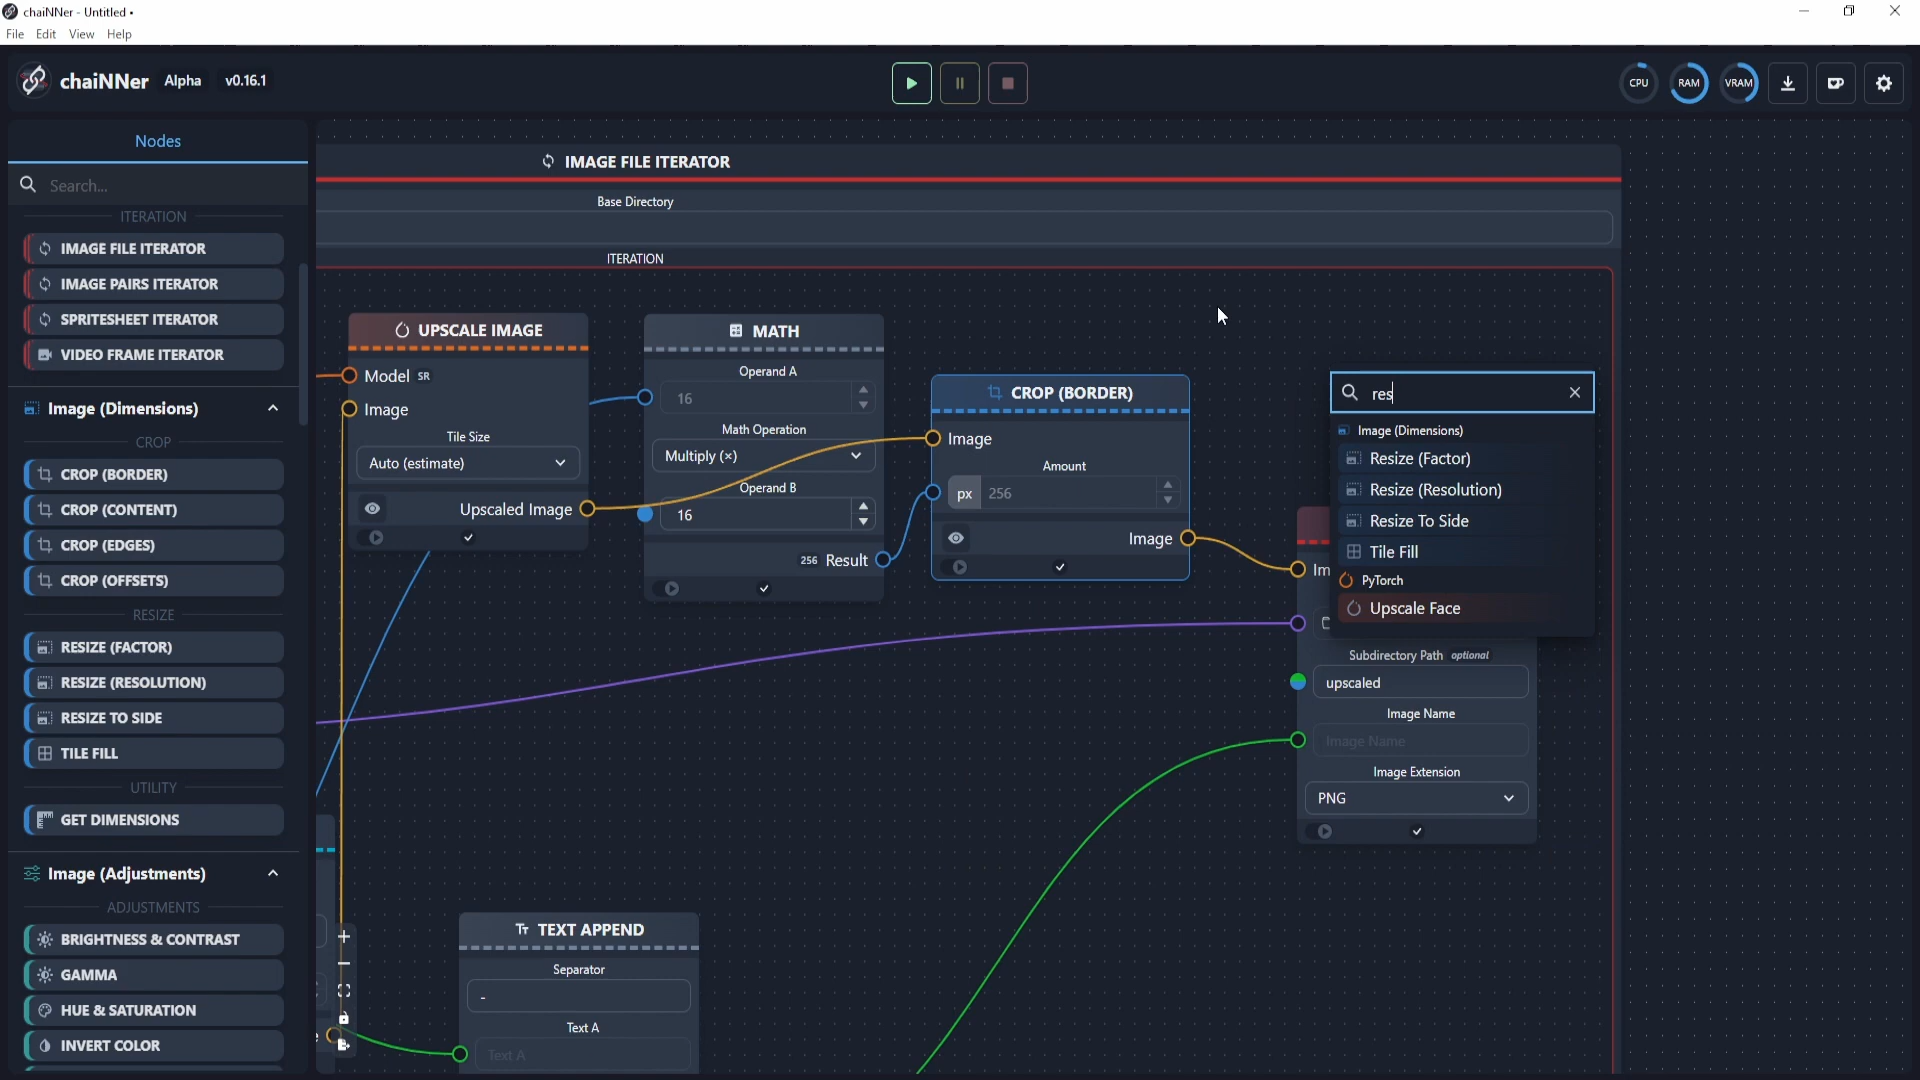 chaiNNer - Untitled •
File Edit View Help
chaiNNer Alpha v0.16.1
CPU RAM VRAM
Nodes
Search...
ITERATION
IMAGE FILE ITERATOR
IMAGE PAIRS ITERATOR
SPRITESHEET ITERATOR
VIDEO FRAME ITERATOR
Image (Dimensions)
CROP
CROP (BORDER)
CROP (CONTENT)
CROP (EDGES)
CROP (OFFSETS)
RESIZE
RESIZE (FACTOR)
RESIZE (RESOLUTION)
RESIZE TO SIDE
TILE FILL
UTILITY
GET DIMENSIONS
Image (Adjustments)
ADJUSTMENTS
BRIGHTNESS & CONTRAST
GAMMA
HUE & SATURATION
INVERT COLOR
IMAGE FILE ITERATOR
Base Directory
ITERATION
UPSCALE IMAGE
Model SR
Image
Tile Size
Auto (estimate)
Upscaled Image
MATH
Operand A
16
Math Operation
Multiply (×)
Operand B
16
256 Result
CROP (BORDER)
Image
Amount
px 256
Image
res
Image (Dimensions)
Resize (Factor)
Resize (Resolution)
Resize To Side
Tile Fill
PyTorch
Upscale Face
Im
Subdirectory Path optional
upscaled
Image Name
Image Name
Image Extension
PNG
TEXT APPEND
Separator
-
Text A
Text A
e